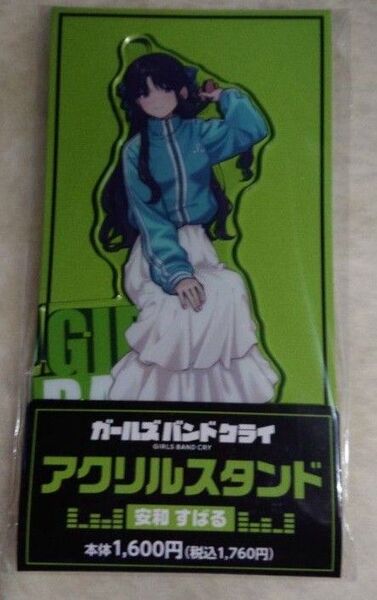 GI
BA
ガールズバンドクライ
GIRLS BAND CRY
アクリルスタンド
安和 すばる
本体1,600円(税込1,760円)